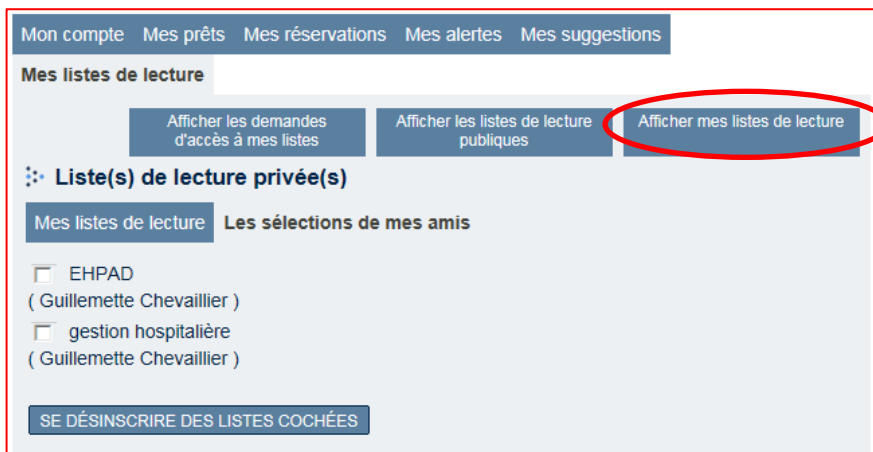 Mon compte Mes prêts Mes réservations Mes alertes Mes suggestions
Mes listes de lecture
Afficher les demandes
d'accès à mes listes
Afficher les listes de lecture
publiques
Afficher mes listes de lecture
Liste(s) de lecture privée(s)
Mes listes de lecture Les sélections de mes amis
EHPAD
( Guillemette Chevaillier )
gestion hospitalière
( Guillemette Chevaillier )
SE DÉSINSCRIRE DES LISTES COCHÉES